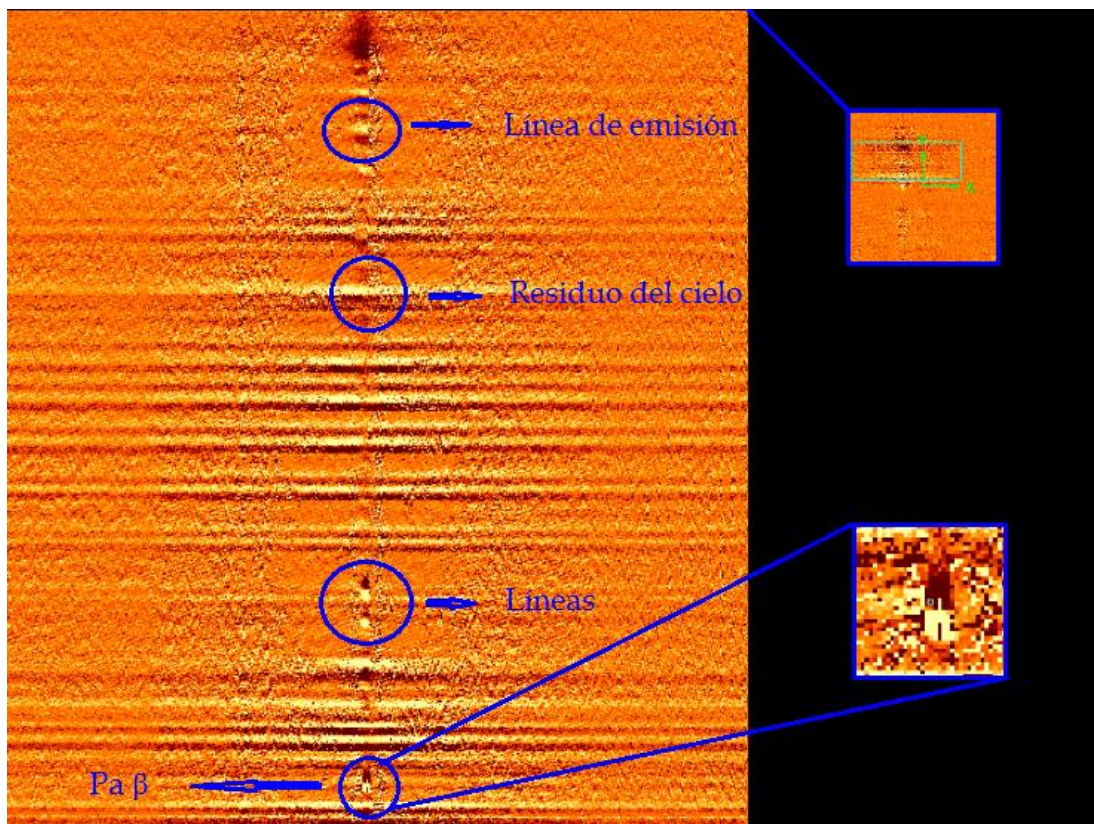 Línea de emisión
X
Residuo del cielo
Líneas
Pa β